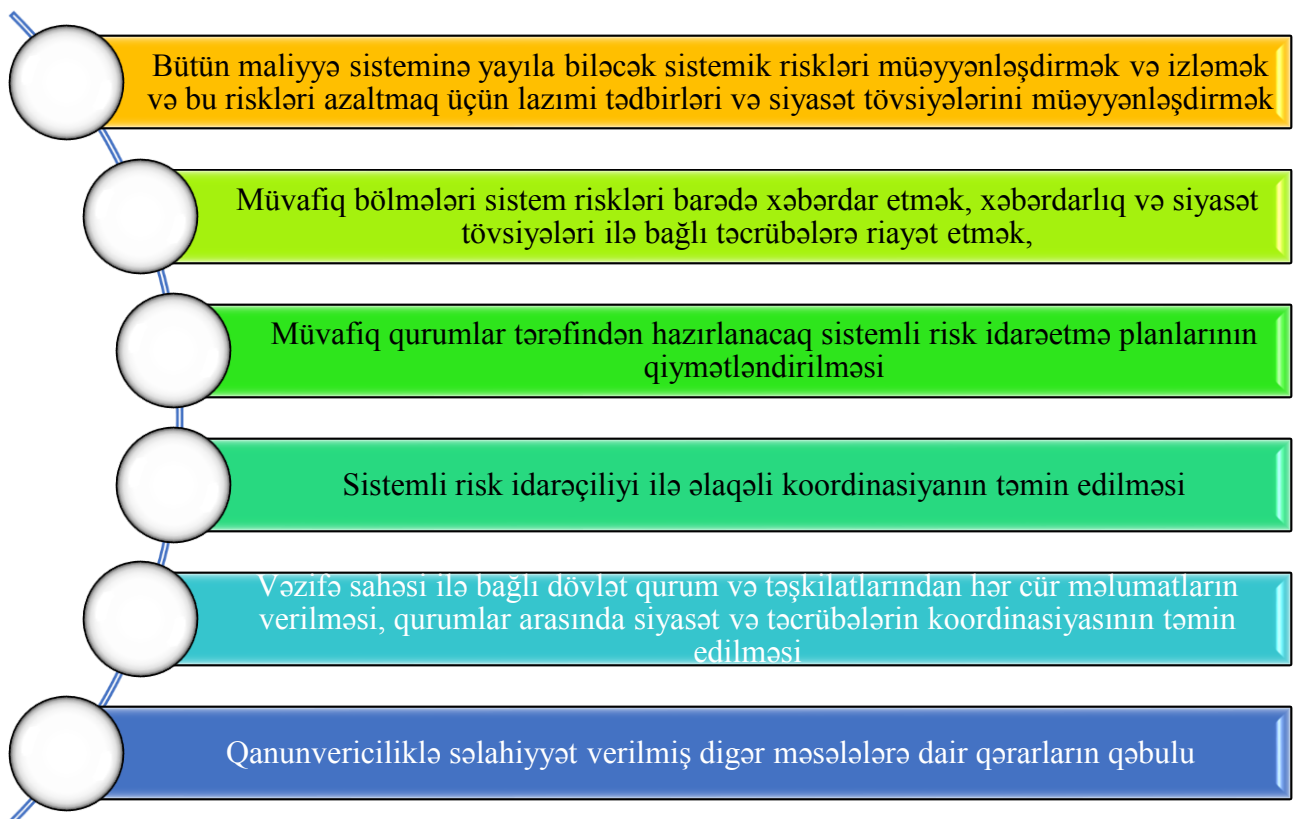 Bütün maliyyə sisteminə yayıla biləcək sistemik riskləri müəyyənləşdirmək və izləmək
və bu riskləri azaltmaq üçün lazımi tədbirləri və siyasət tövsiyələrini müəyyənləşdirmək
Müvafiq bölmələri sistem riskləri barədə xəbərdar etmək, xəbərdarlıq və siyasət
tövsiyələri ilə bağlı təcrübələrə riayət etmək,
Müvafiq qurumlar tərəfindən hazırlanacaq sistemli risk idarəetmə planlarının
qiymətləndirilməsi
Sistemli risk idarəçiliyi ilə əlaqəli koordinasiyanın təmin edilməsi
Vəzifə sahəsi ilə bağlı dövlət qurum və təşkilatlarından hər cür məlumatların
verilməsi, qurumlar arasında siyasət və təcrübələrin koordinasiyasının təmin
edilməsi
Qanunvericiliklə səlahiyyət verilmiş digər məsələlərə dair qərarların qəbulu